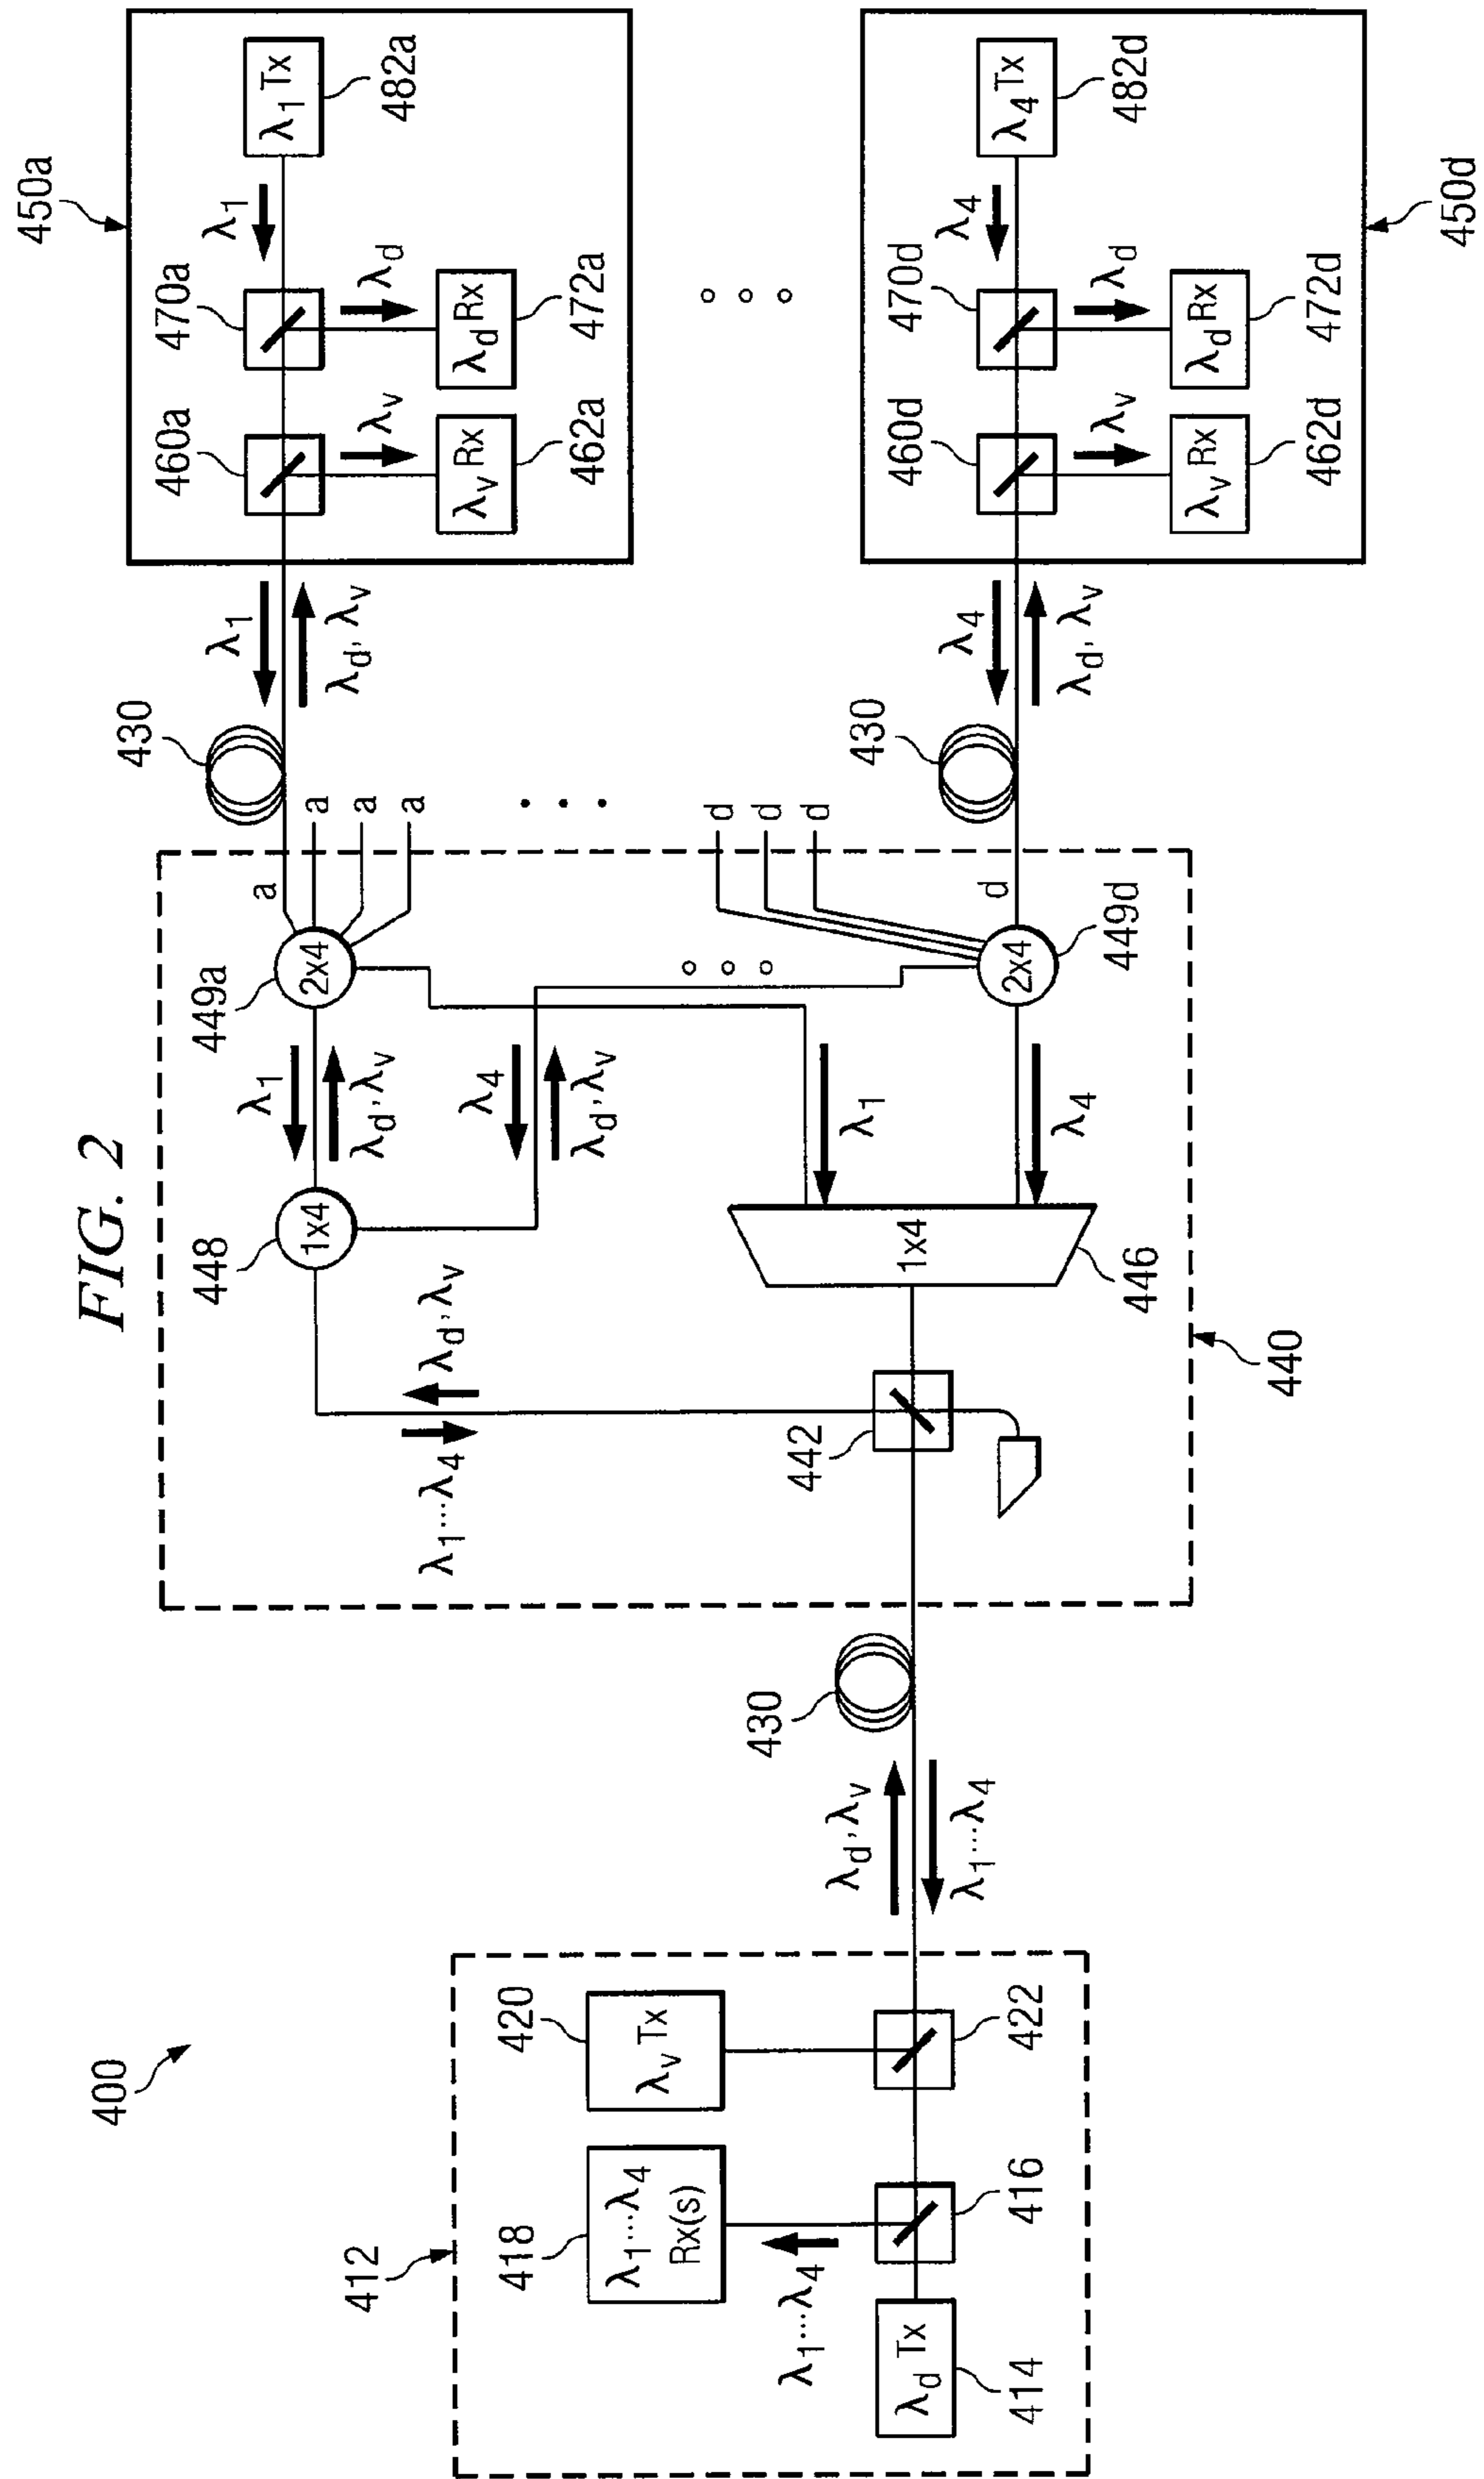 FIG. 2
400
412
λd Tx
414
λ1...λ4
Rx(s)
418
λ1...λ4
416
λv Tx
420
422
λd, λv
λ1...λ4
430
440
442
λ1...λ4
λd, λv
1x4
448
1x4
446
λ1
λd, λv
λ4
λd, λv
λ1
λ4
2x4
449a
2x4
449d
a
a
a
a
d
d
d
d
430
λ1
λd, λv
430
λ4
λd, λv
450a
460a
λv
λv Rx
462a
470a
λd
λd Rx
472a
λ1
λ1 Tx
482a
450d
460d
λv
λv Rx
462d
470d
λd
λd Rx
472d
λ4
λ4 Tx
482d